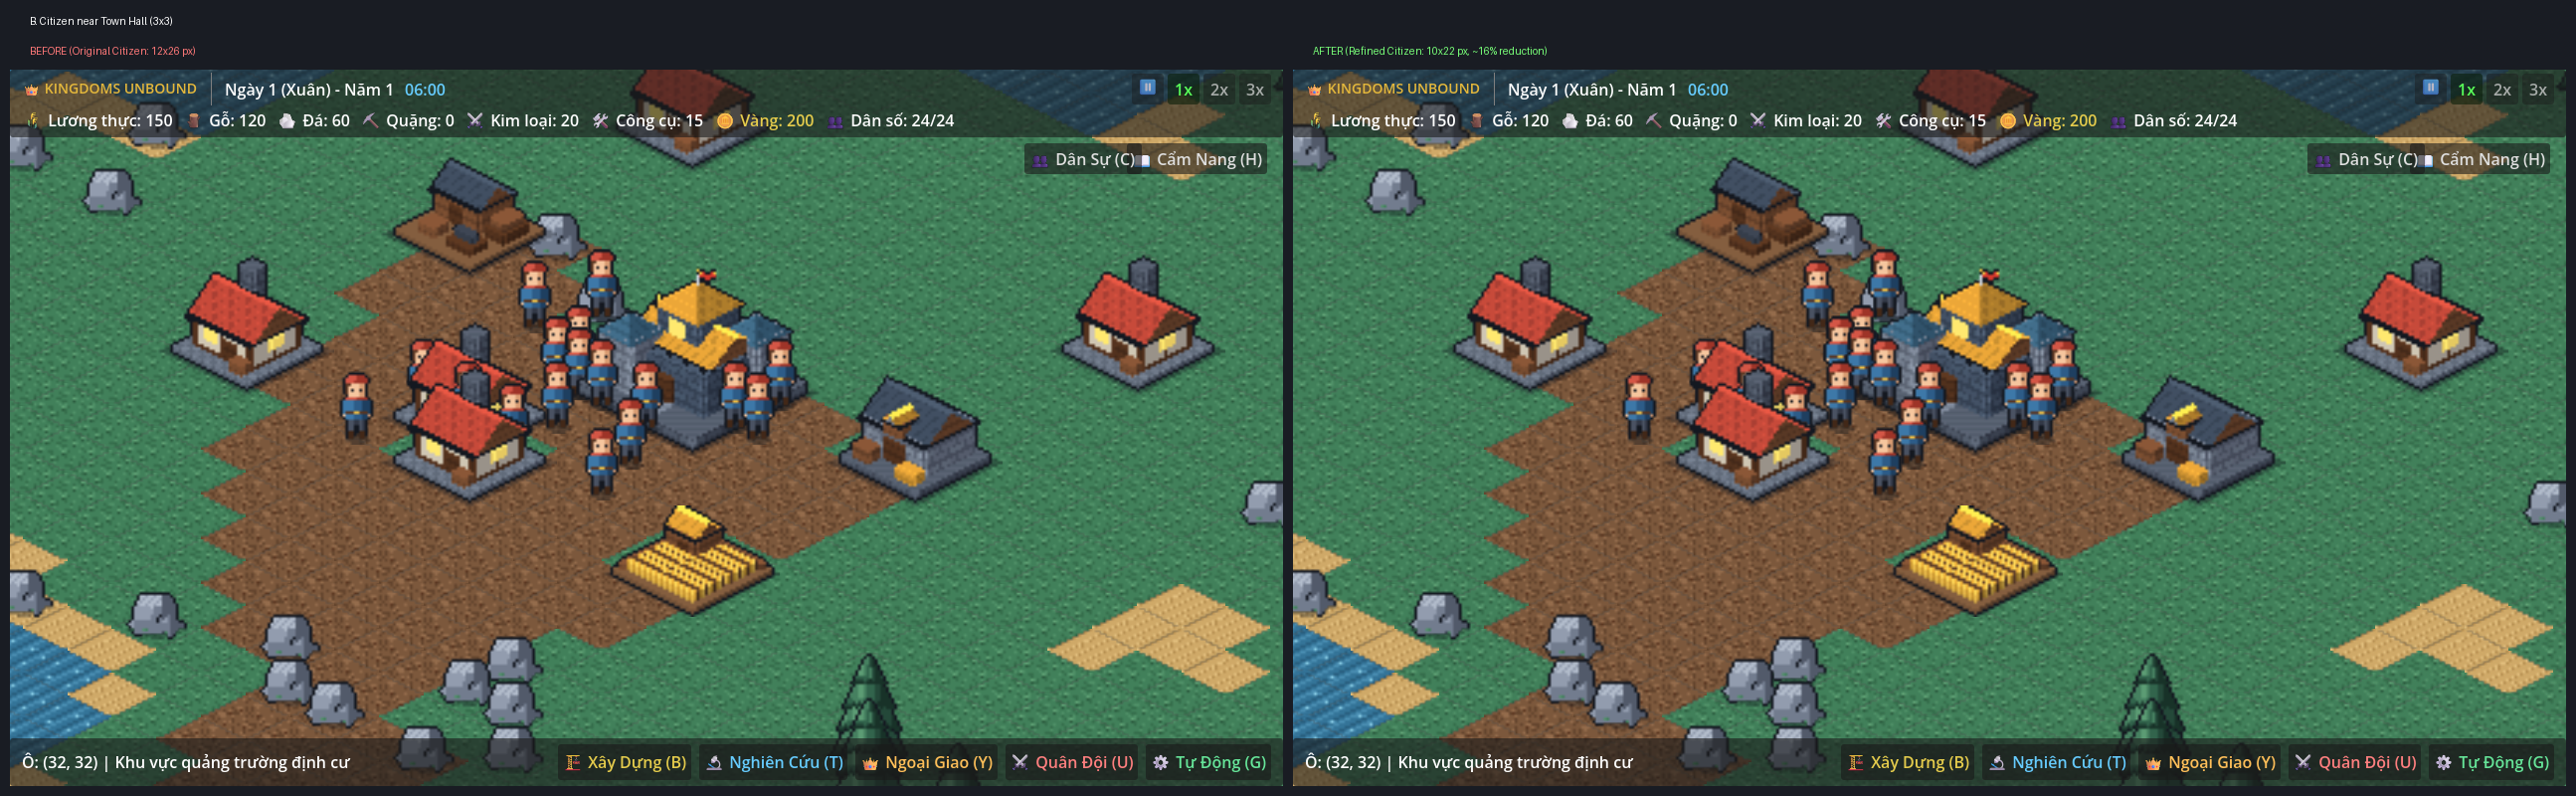 B. Citizen near Town Hall (3x3)
BEFORE (Original Citizen: 12x26 px)
KINGDOMS UNBOUND Ngày 1 (Xuân) - Năm 1 06:00 1x 2x 3x
Lương thực: 150 Gỗ: 120 Đá: 60 Quặng: 0 Kim loại: 20 Công cụ: 15 Vàng: 200 Dân số: 24/24
Dân Sự (C) Cẩm Nang (H)
Ô: (32, 32) | Khu vực quảng trường định cư Xây Dựng (B) Nghiên Cứu (T) Ngoại Giao (Y) Quân Đội (U) Tự Động (G)
AFTER (Refined Citizen: 10x22 px, ~16% reduction)
KINGDOMS UNBOUND Ngày 1 (Xuân) - Năm 1 06:00 1x 2x 3x
Lương thực: 150 Gỗ: 120 Đá: 60 Quặng: 0 Kim loại: 20 Công cụ: 15 Vàng: 200 Dân số: 24/24
Dân Sự (C) Cẩm Nang (H)
Ô: (32, 32) | Khu vực quảng trường định cư Xây Dựng (B) Nghiên Cứu (T) Ngoại Giao (Y) Quân Đội (U) Tự Động (G)